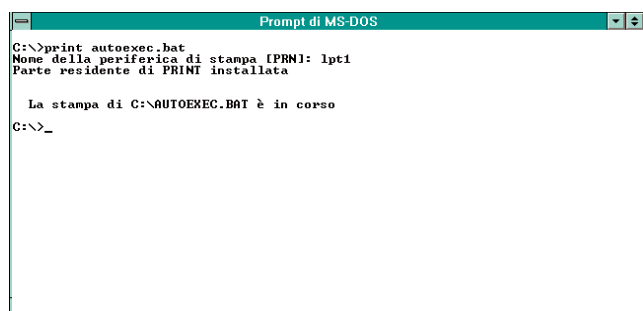 Prompt di MS-DOS
C:\>print autoexec.bat
Nome della periferica di stampa [PRN]: lpt1
Parte residente di PRINT installata
La stampa di C:\AUTOEXEC.BAT è in corso
C:\>_